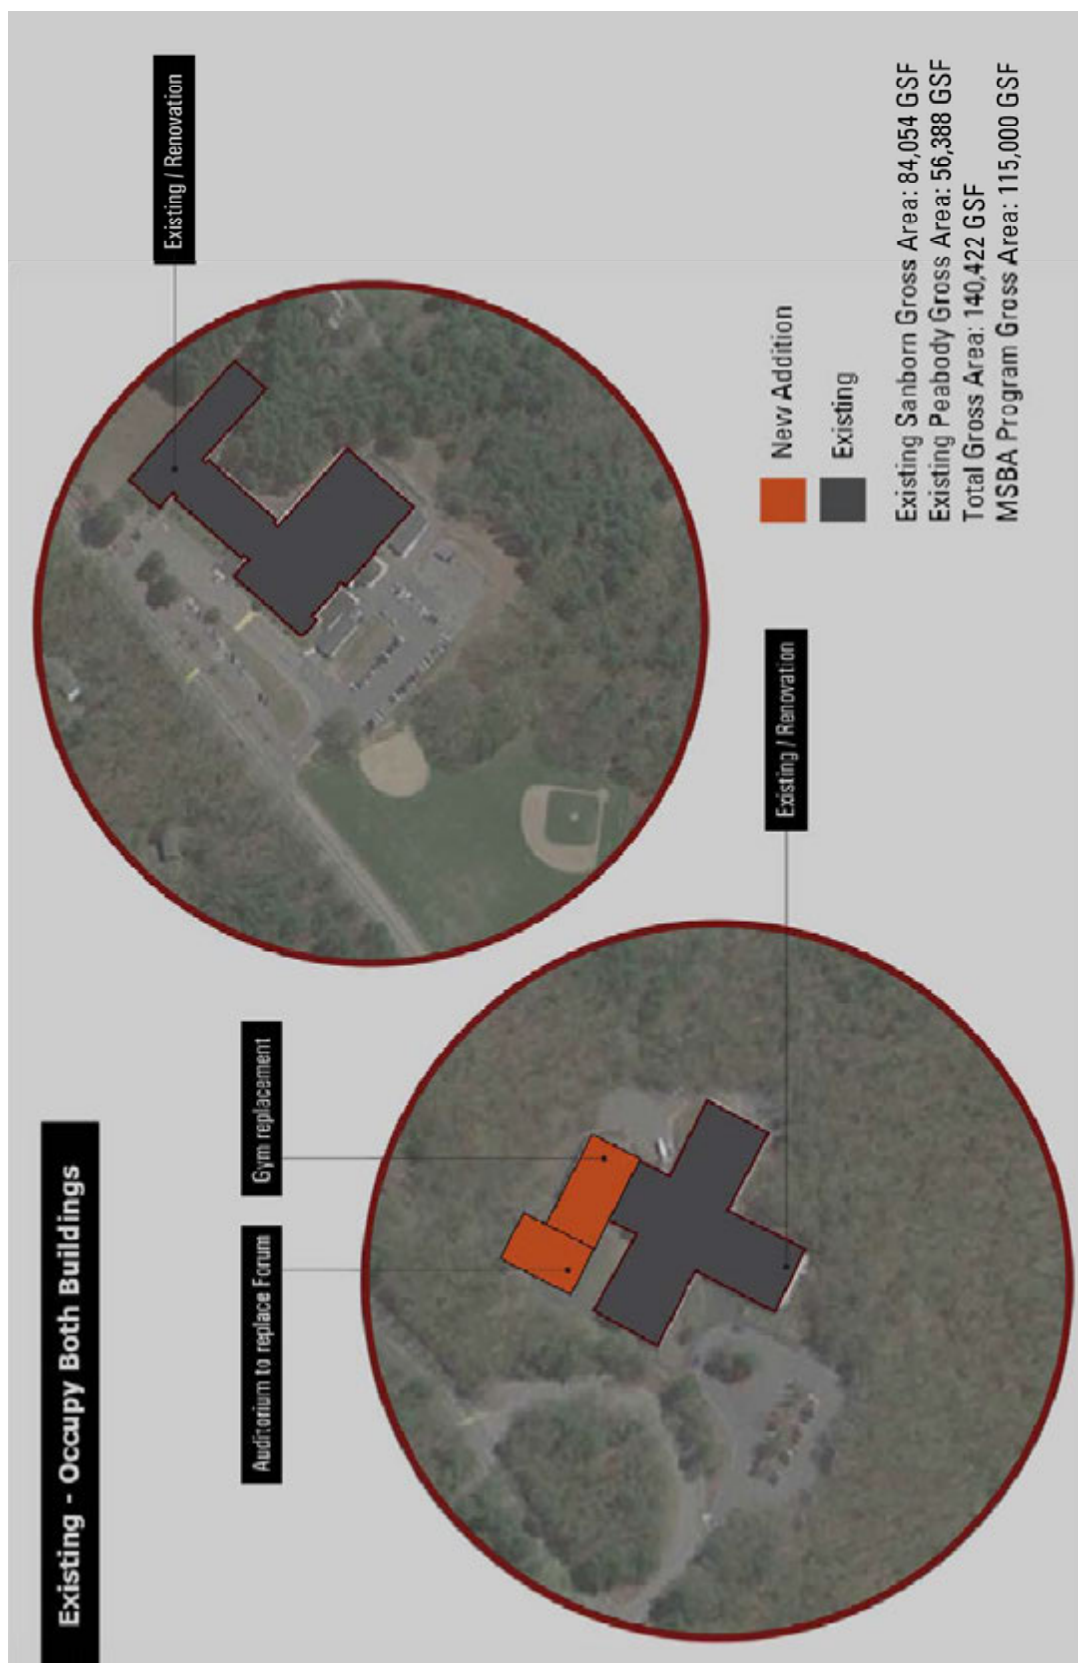 Existing - Occupy Both Buildings
Auditorium to replace Forum
Gym replacement
Existing / Renovation
Existing / Renovation
New Addition
Existing
Existing Sanborn Gross Area: 84,054 GSF
Existing Peabody Gross Area: 56,388 GSF
Total Gross Area: 140,422 GSF
MSBA Program Gross Area: 115,000 GSF